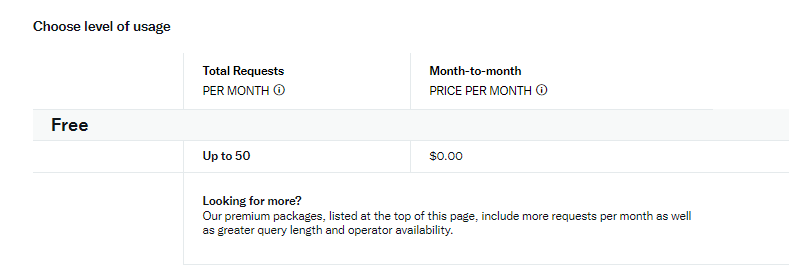 Choose level of usage
Total Requests
Month-to-month
PER MONTH ⓘ
PRICE PER MONTH ⓘ
Free
Up to 50
$0.00
Looking for more?
Our premium packages, listed at the top of this page, include more requests per month as well
as greater query length and operator availability.